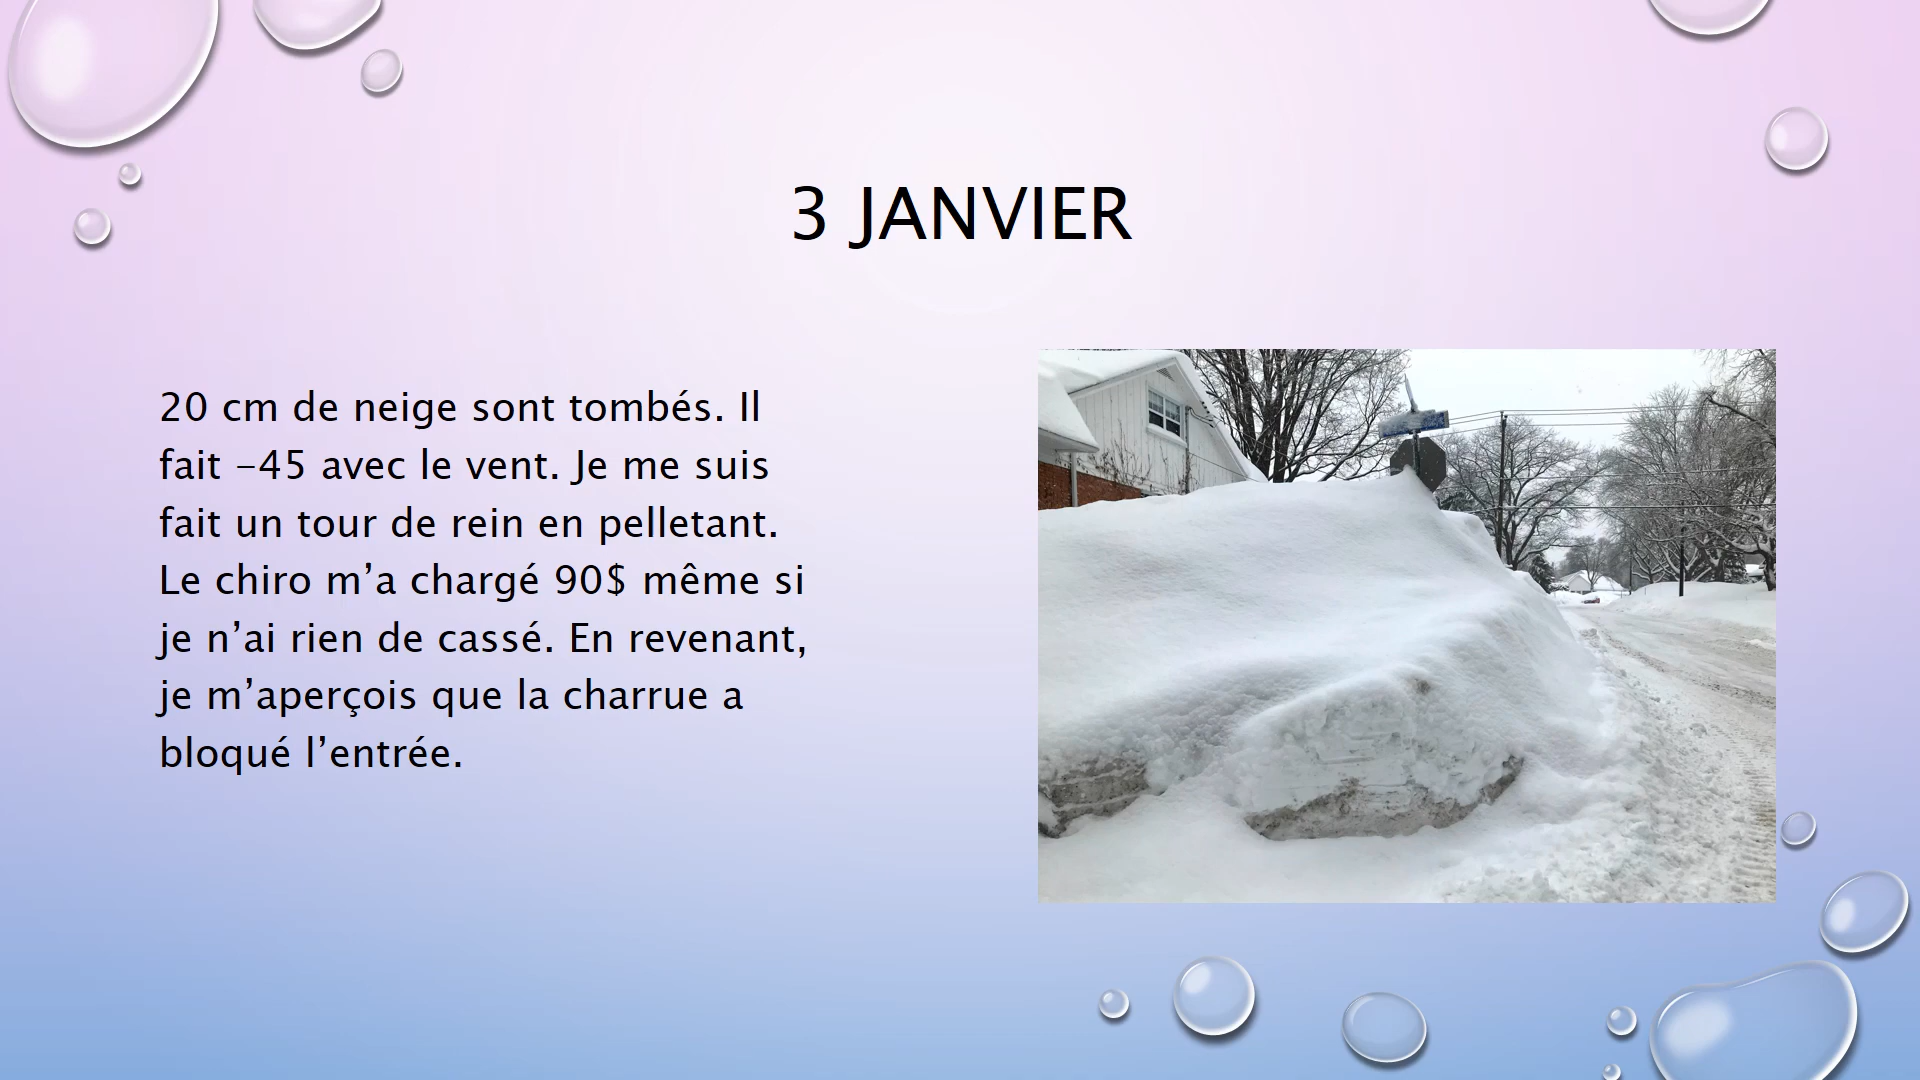 3 JANVIER
20 cm de neige sont tombés. Il
fait -45 avec le vent. Je me suis
fait un tour de rein en pelletant.
Le chiro m’a chargé 90$ même si
je n’ai rien de cassé. En revenant,
je m’aperçois que la charrue a
bloqué l’entrée.